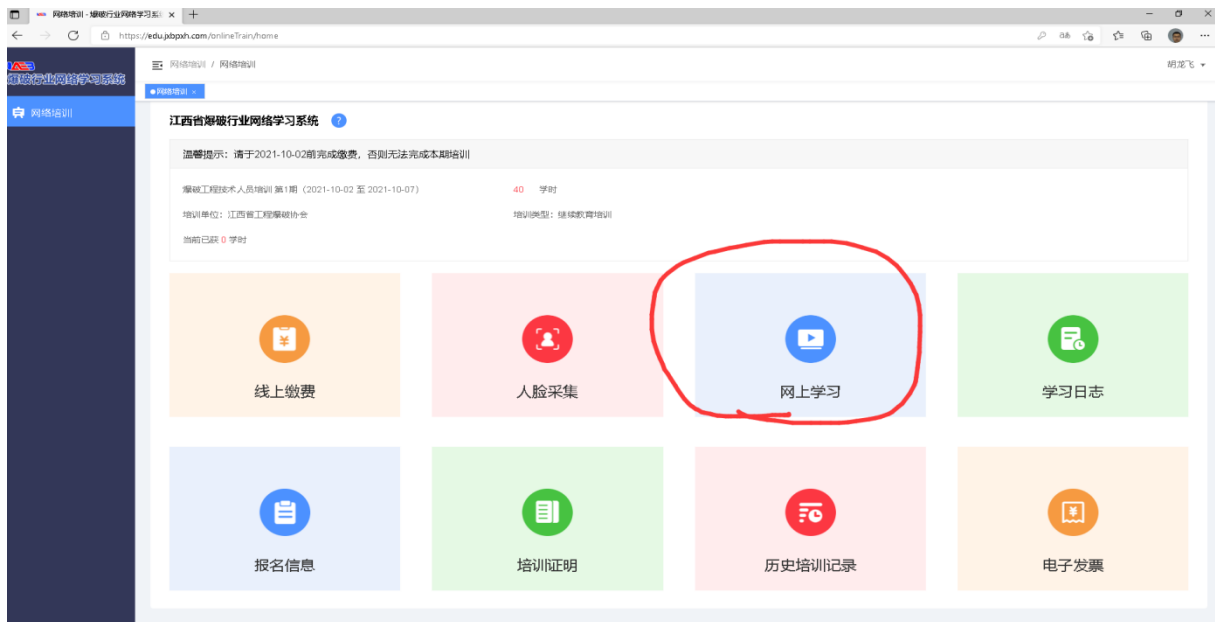 网络培训 - 爆破行业网络学习系 ×
https://edu.jxbpxh.com/onlineTrain/home
爆破行业网络学习系统
网络培训 / 网络培训
胡龙飞
网络培训 ×
网络培训
江西省爆破行业网络学习系统 ?
温馨提示：请于2021-10-02前完成缴费，否则无法完成本期培训
爆破工程技术人员培训 第1期（2021-10-02 至 2021-10-07）
40 学时
培训单位：江西省工程爆破协会
培训类型：继续教育培训
当前已获 0 学时
线上缴费
人脸采集
网上学习
学习日志
报名信息
培训证明
历史培训记录
电子发票